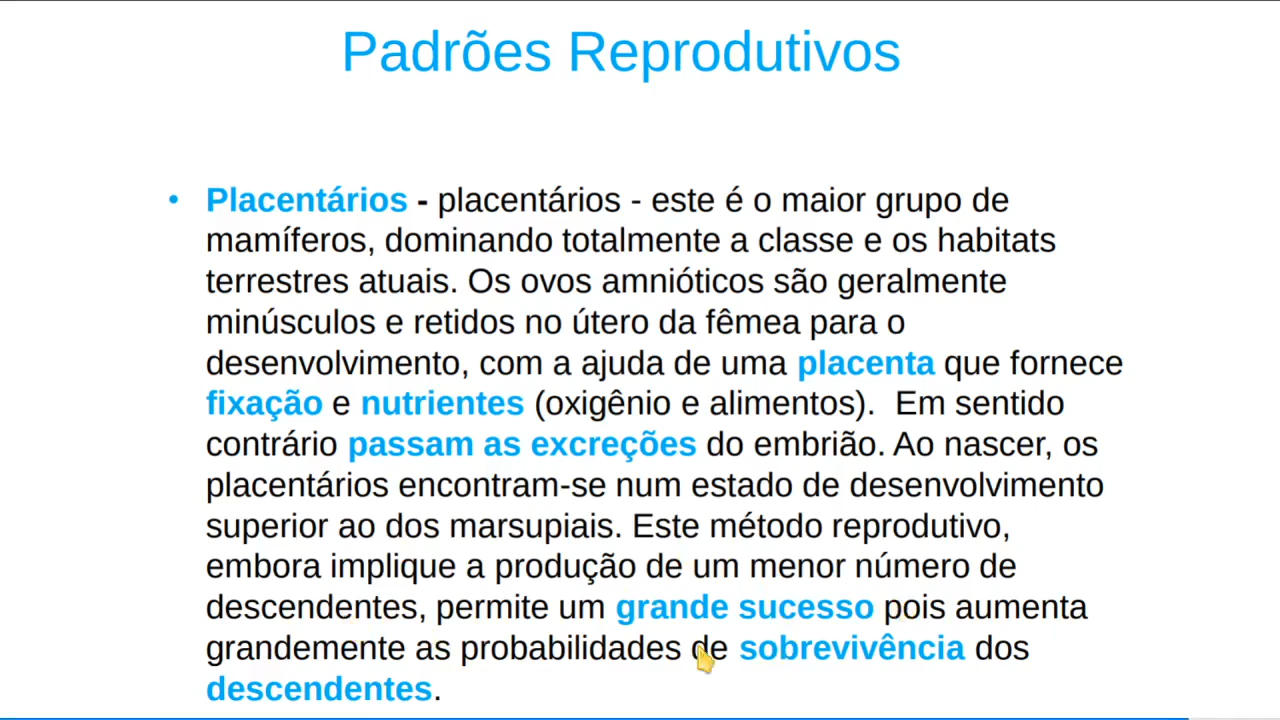 Padrões Reprodutivos
• Placentários - placentários - este é o maior grupo de
mamíferos, dominando totalmente a classe e os habitats
terrestres atuais. Os ovos amnióticos são geralmente
minúsculos e retidos no útero da fêmea para o
desenvolvimento, com a ajuda de uma placenta que fornece
fixação e nutrientes (oxigênio e alimentos).  Em sentido
contrário passam as excreções do embrião. Ao nascer, os
placentários encontram-se num estado de desenvolvimento
superior ao dos marsupiais. Este método reprodutivo,
embora implique a produção de um menor número de
descendentes, permite um grande sucesso pois aumenta
grandemente as probabilidades de sobrevivência dos
descendentes.